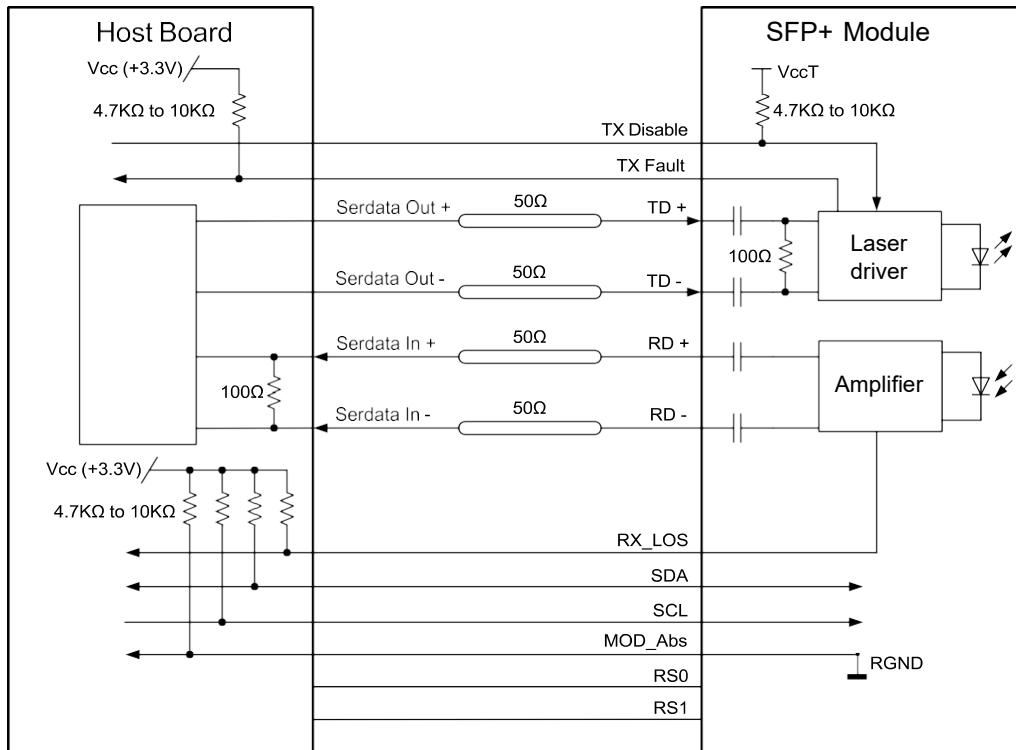 Host Board
SFP+ Module
Vcc (+3.3V)
VccT
4.7KΩ to 10KΩ
4.7KΩ to 10KΩ
TX Disable
TX Fault
Serdata Out +
50Ω
TD +
100Ω
Laser
driver
Serdata Out -
50Ω
TD -
Serdata In +
50Ω
RD +
100Ω
Amplifier
Serdata In -
50Ω
RD -
Vcc (+3.3V)
4.7KΩ to 10KΩ
RX_LOS
SDA
SCL
MOD_Abs
RGND
RS0
RS1